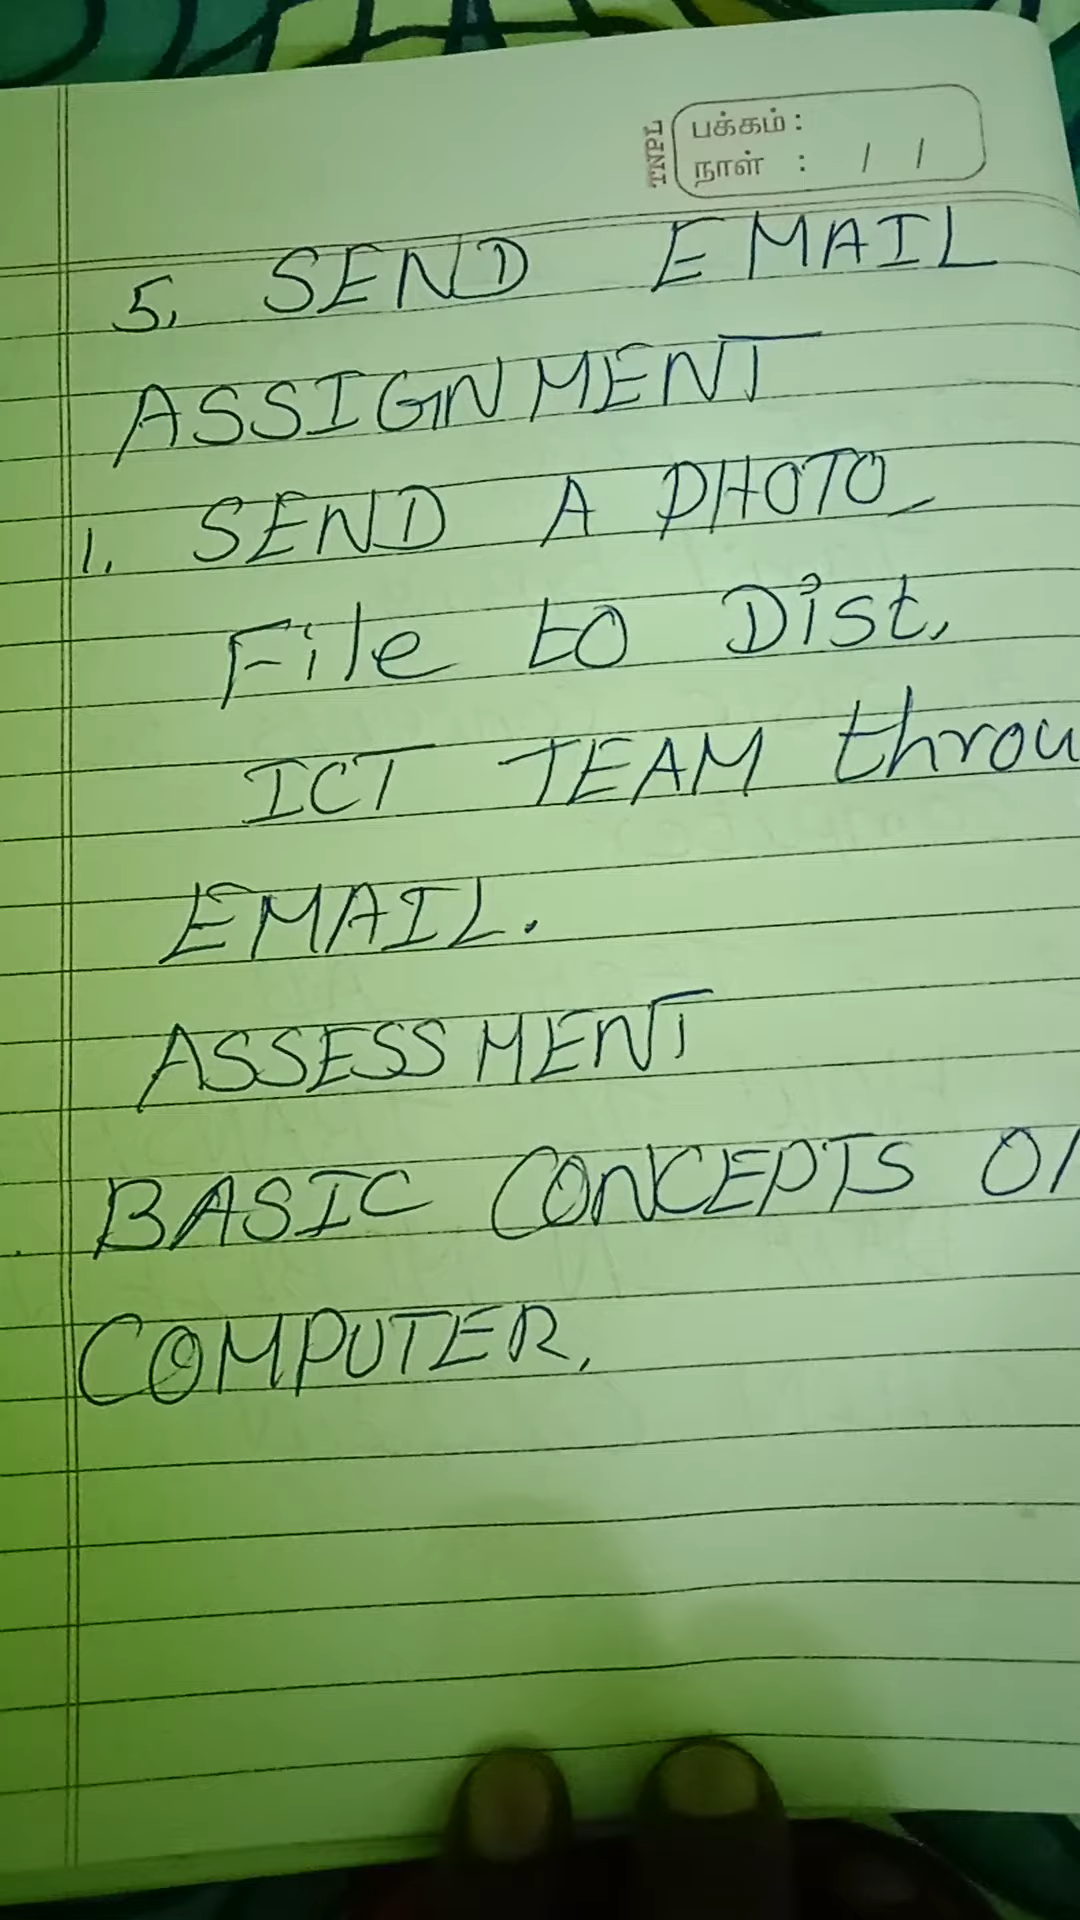 TNPL
பக்கம் :
நாள் : / /
5. SEND EMAIL
ASSIGNMENT
1. SEND A PHOTO
File to Dist.
ICT TEAM throu
EMAIL.
ASSESSMENT
BASIC CONCEPTS O
COMPUTER.